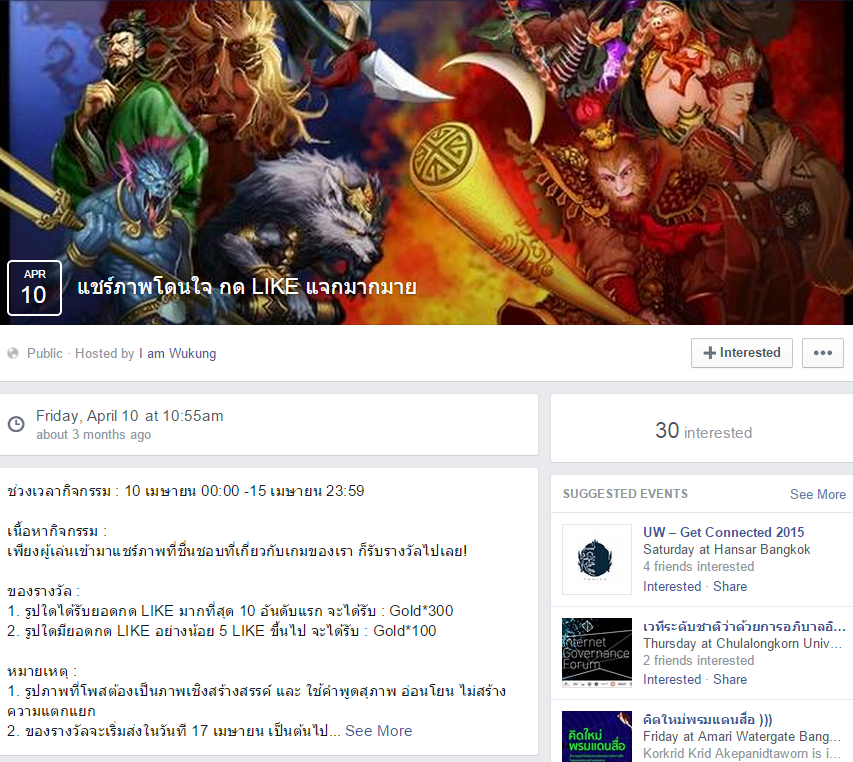 APR
10
แชร์ภาพโดนใจ กด LIKE แจกมากมาย
Public · Hosted by I am Wukung
Interested
Friday, April 10 at 10:55am
about 3 months ago
30 interested
ช่วงเวลากิจกรรม : 10 เมษายน 00:00 -15 เมษายน 23:59
เนื้อหากิจกรรม :
เพียงผู้เล่นเข้ามาแชร์ภาพที่ชื่นชอบที่เกี่ยวกับเกมของเรา ก็รับรางวัลไปเลย!
ของรางวัล :
1. รูปใดได้รับยอดกด LIKE มากที่สุด 10 อันดับแรก จะได้รับ : Gold*300
2. รูปใดมียอดกด LIKE อย่างน้อย 5 LIKE ขึ้นไป จะได้รับ : Gold*100
หมายเหตุ :
1. รูปภาพที่โพสต้องเป็นภาพเชิงสร้างสรรค์ และ ใช้คำพูดสุภาพ อ่อนโยน ไม่สร้าง
ความแตกแยก
2. ของรางวัลจะเริ่มส่งในวันที่ 17 เมษายน เป็นต้นไป... See More
SUGGESTED EVENTS
See More
UW – Get Connected 2015
Saturday at Hansar Bangkok
4 friends interested
Interested · Share
Internet
Governance
Forum
เวทีระดับชาติว่าด้วยการอภิบาลอิ...
Thursday at Chulalongkorn Univ...
2 friends interested
Interested · Share
คิดใหม่
พรมแดนสื่อ
คิดใหม่พรมแดนสื่อ )))
Friday at Amari Watergate Bang...
Korkrid Krid Akepanidtaworn is i...